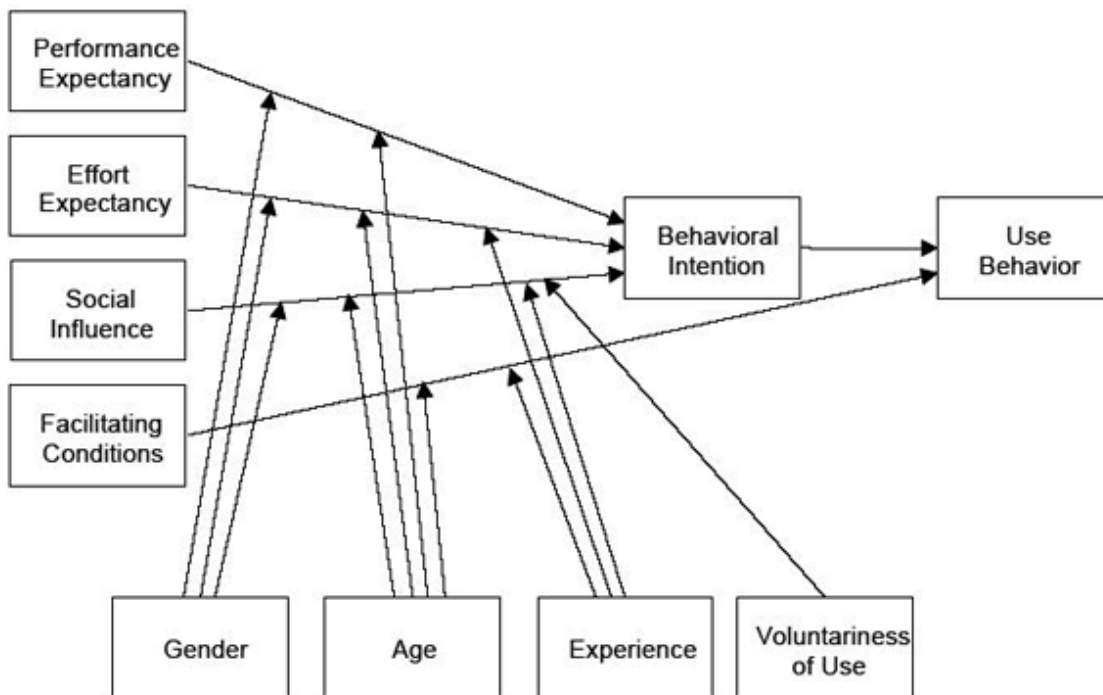 Performance
Expectancy
Effort
Expectancy
Social
Influence
Facilitating
Conditions
Behavioral
Intention
Use
Behavior
Gender
Age
Experience
Voluntariness
of Use